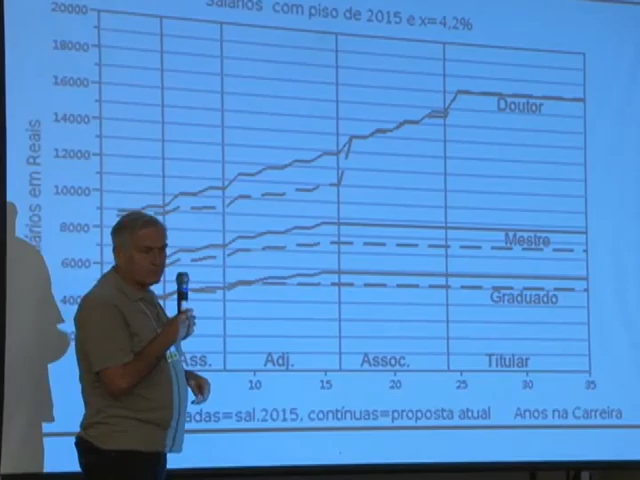 Salários com piso de 2015 e x=4,2%
20000
18000
16000
14000
12000
10000
8000
6000
Doutor
Mestre
Graduado
Ass. Adj. Assoc. Titular
10 15 20 25 30 35
sal.2015, contínuas=proposta atual Anos na Carreira
em Reais